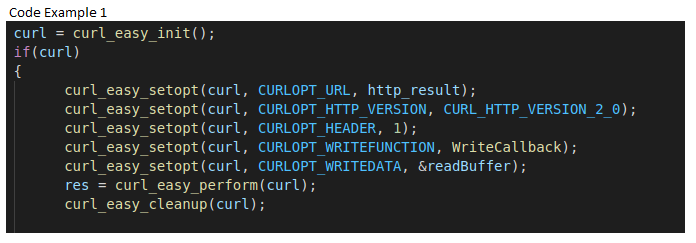 Code Example 1
curl = curl_easy_init();
if(curl)
{
curl_easy_setopt(curl, CURLOPT_URL, http_result);
curl_easy_setopt(curl, CURLOPT_HTTP_VERSION, CURL_HTTP_VERSION_2_0);
curl_easy_setopt(curl, CURLOPT_HEADER, 1);
curl_easy_setopt(curl, CURLOPT_WRITEFUNCTION, WriteCallback);
curl_easy_setopt(curl, CURLOPT_WRITEDATA, &readBuffer);
res = curl_easy_perform(curl);
curl_easy_cleanup(curl);